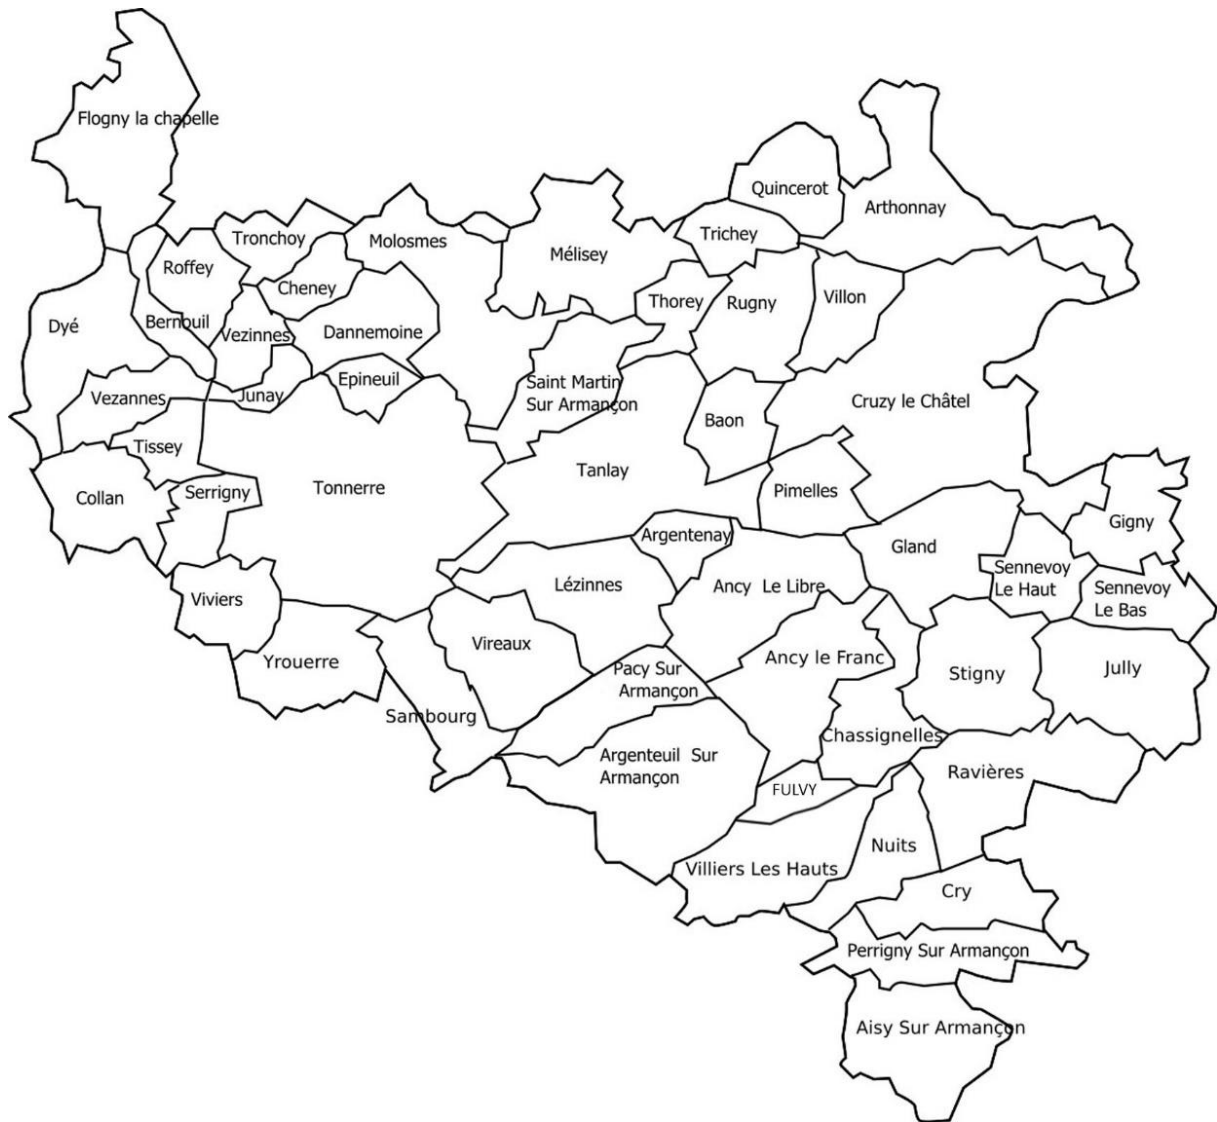 Flogny la chapelle
Quincerot
Arthonnay
Tronchoy
Molosmes
Trichey
Mélisey
Roffey
Cheney
Thorey
Rugny
Villon
Dyé
Bernouil
Vezinnes
Dannemoine
Epineuil
Saint Martin
Sur Armançon
Vezannes
Junay
Baon
Cruzy le Châtel
Tissey
Tanlay
Collan
Serrigny
Tonnerre
Pimelles
Gigny
Argentenay
Gland
Lézinnes
Ancy Le Libre
Sennevoy
Le Haut
Sennevoy
Le Bas
Viviers
Vireaux
Yrouerre
Ancy le Franc
Pacy Sur
Armançon
Stigny
Jully
Sambourg
Chassignelles
Argenteuil Sur
Armançon
Ravières
FULVY
Nuits
Villiers Les Hauts
Cry
Perrigny Sur Armançon
Aisy Sur Armançon